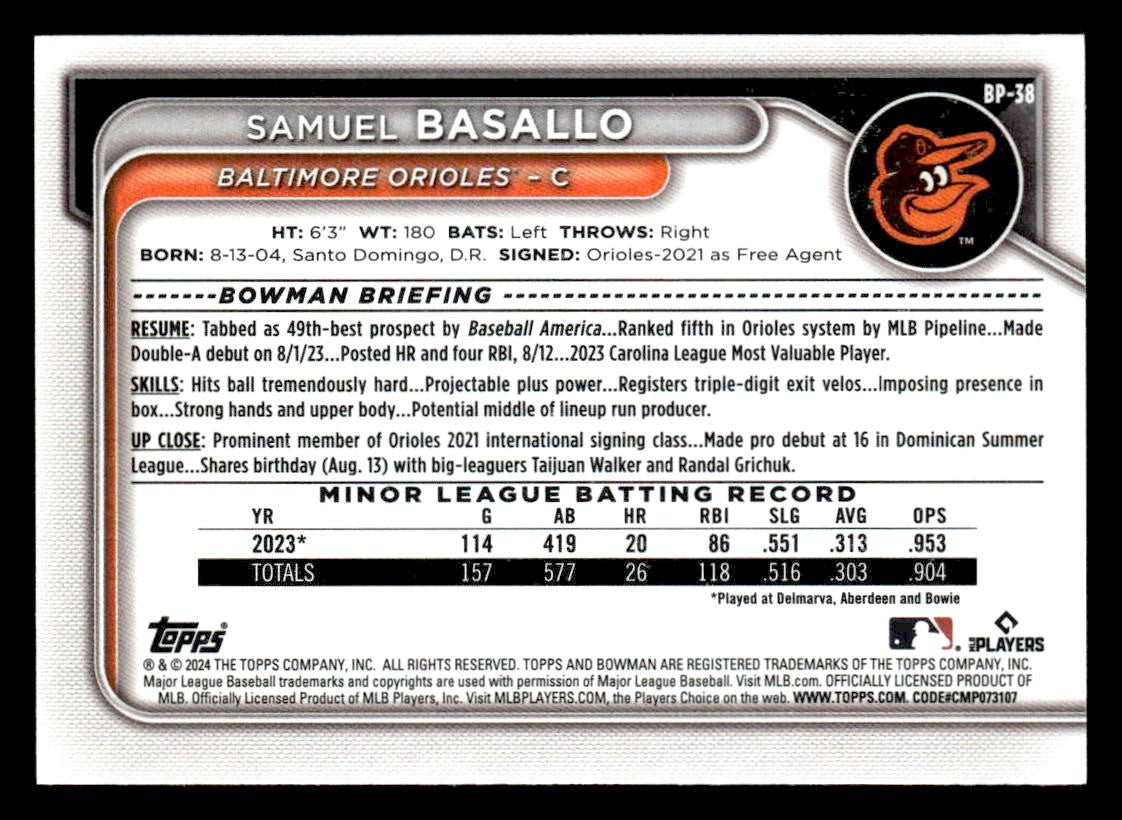 BP-38
SAMUEL BASALLO
BALTIMORE ORIOLES™ – C
HT: 6'3" WT: 180 BATS: Left THROWS: Right
BORN: 8-13-04, Santo Domingo, D.R. SIGNED: Orioles-2021 as Free Agent
TM
BOWMAN BRIEFING
RESUME: Tabbed as 49th-best prospect by Baseball America...Ranked fifth in Orioles system by MLB Pipeline...Made
Double-A debut on 8/1/23...Posted HR and four RBI, 8/12...2023 Carolina League Most Valuable Player.
SKILLS: Hits ball tremendously hard...Projectable plus power...Registers triple-digit exit velos...Imposing presence in
box...Strong hands and upper body...Potential middle of lineup run producer.
UP CLOSE: Prominent member of Orioles 2021 international signing class...Made pro debut at 16 in Dominican Summer
League...Shares birthday (Aug. 13) with big-leaguers Taijuan Walker and Randal Grichuk.
MINOR LEAGUE BATTING RECORD
YR G AB HR RBI SLG AVG OPS
2023* 114 419 20 86 .551 .313 .953
TOTALS 157 577 26 118 .516 .303 .904
*Played at Delmarva, Aberdeen and Bowie
Topps®
MLB PLAYERS
® & © 2024 THE TOPPS COMPANY, INC. ALL RIGHTS RESERVED. TOPPS AND BOWMAN ARE REGISTERED TRADEMARKS OF THE TOPPS COMPANY, INC.
Major League Baseball trademarks and copyrights are used with permission of Major League Baseball. Visit MLB.com. OFFICIALLY LICENSED PRODUCT OF
MLB. Officially Licensed Product of MLB Players, Inc. Visit MLBPLAYERS.COM, the Players Choice on the web. WWW.TOPPS.COM. CODE#CMP073107